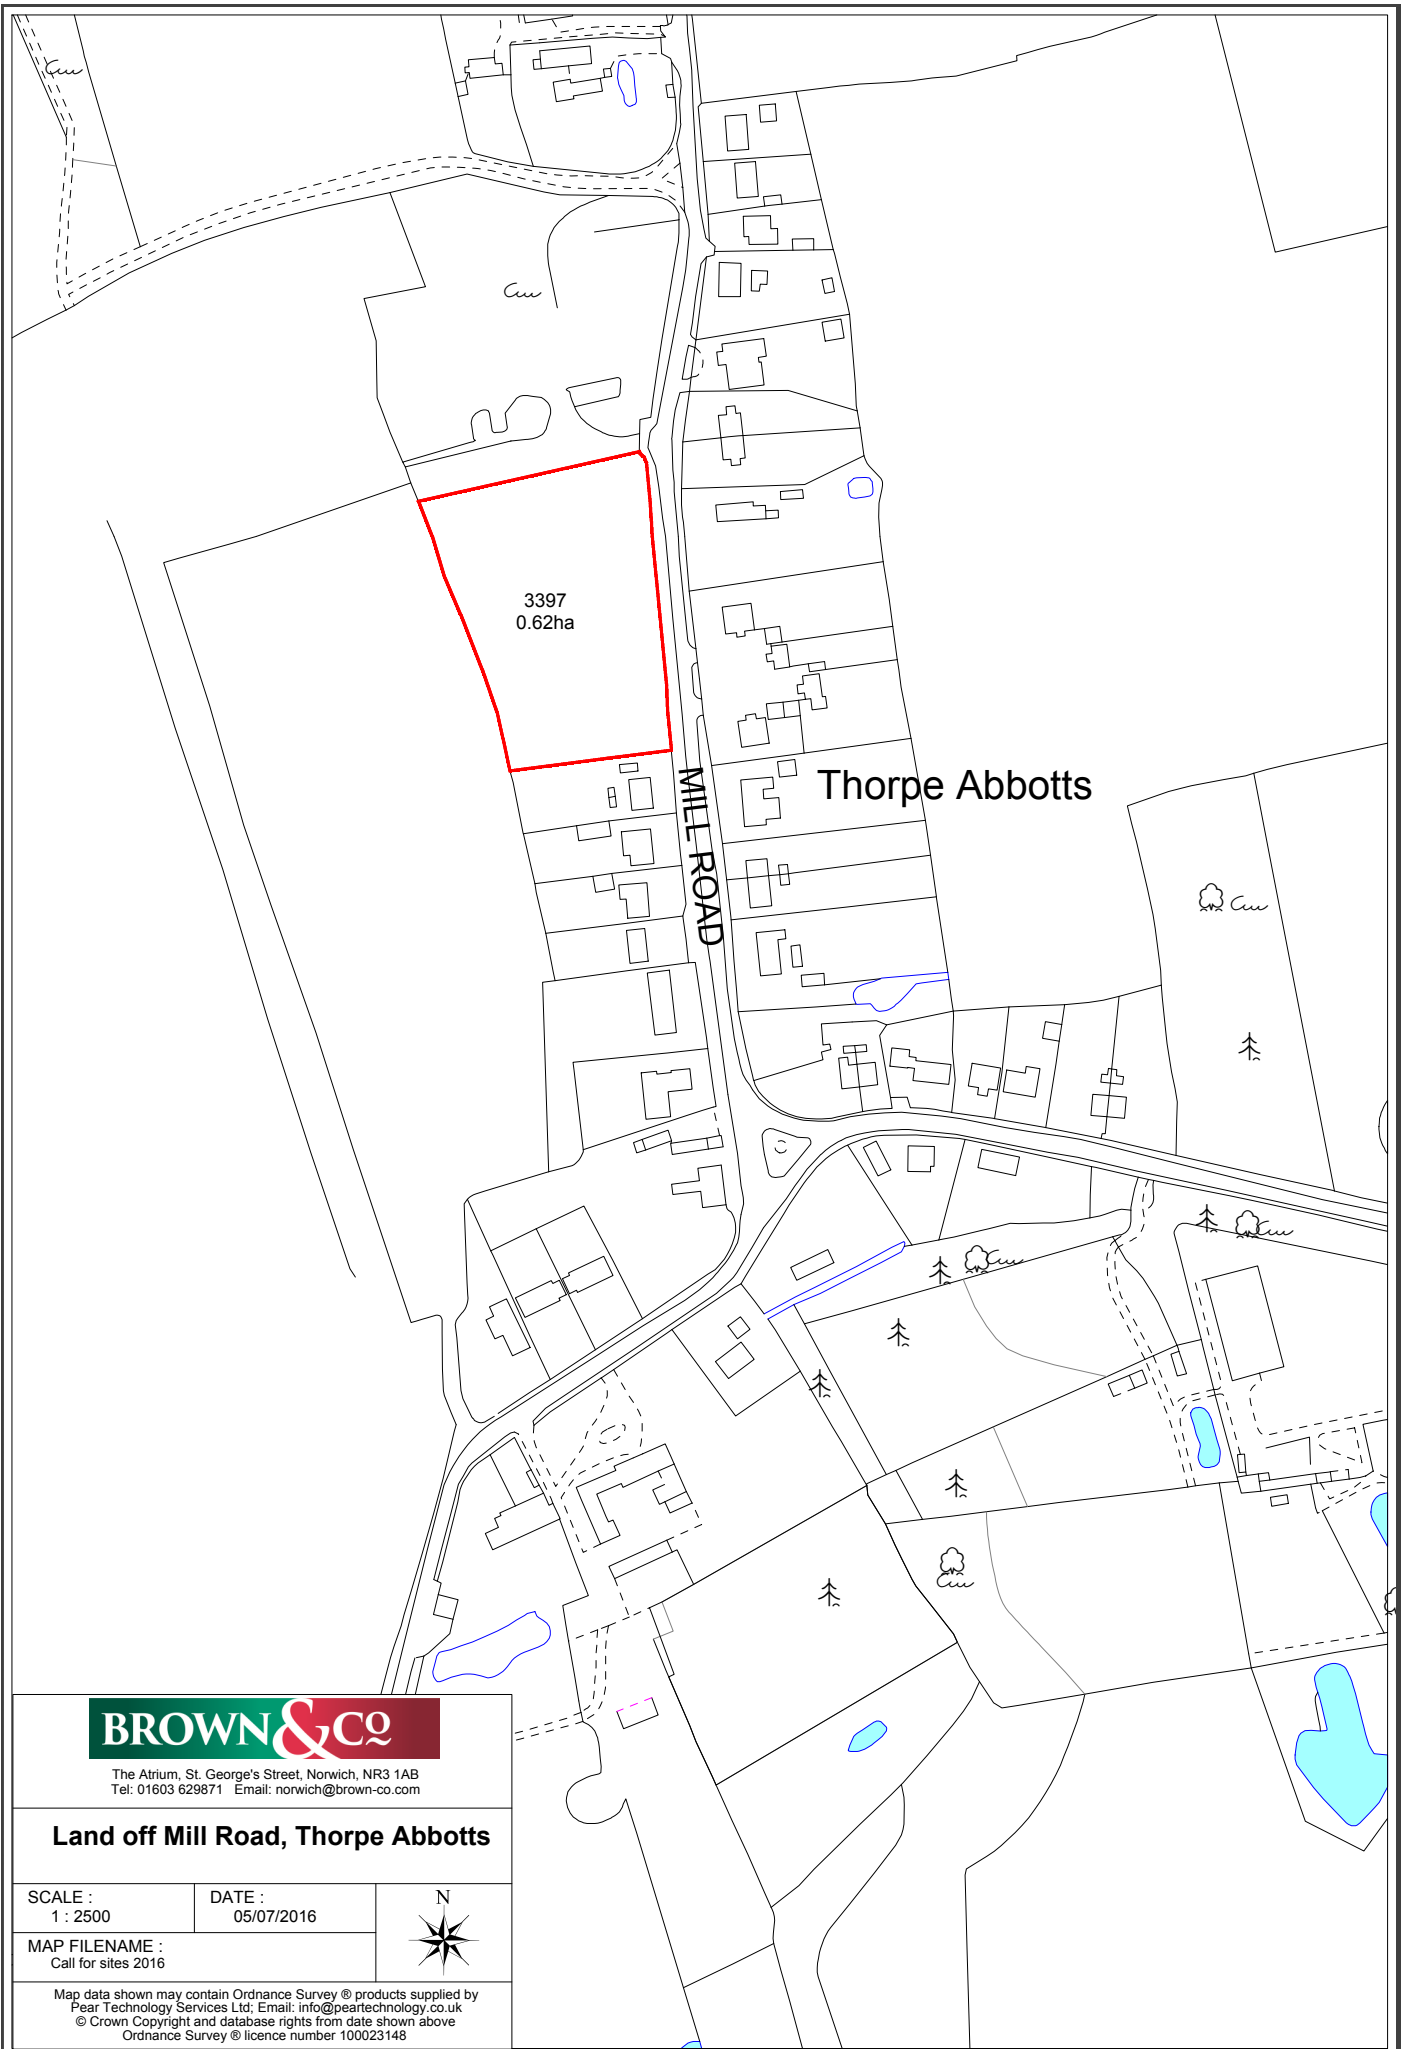 3397
0.62ha
Thorpe Abbotts
MILL ROAD
BROWN&CO
The Atrium, St. George's Street, Norwich, NR3 1AB
Tel: 01603 629871 Email: norwich@brown-co.com
Land off Mill Road, Thorpe Abbotts
SCALE :
1 : 2500
DATE :
05/07/2016
N
MAP FILENAME :
Call for sites 2016
Map data shown may contain Ordnance Survey ® products supplied by
Pear Technology Services Ltd; Email: info@peartechnology.co.uk
© Crown Copyright and database rights from date shown above
Ordnance Survey ® licence number 100023148